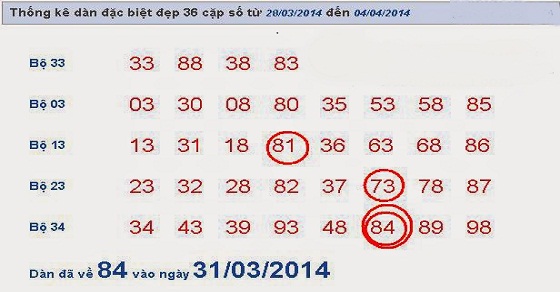 Thống kê dàn đặc biệt đẹp 36 cặp số từ 28/03/2014 đến 04/04/2014
Bộ 33 33 88 38 83
Bộ 03 03 30 08 80 35 53 58 85
Bộ 13 13 31 18 81 36 63 68 86
Bộ 23 23 32 28 82 37 73 78 87
Bộ 34 34 43 39 93 48 84 89 98
Dàn đã về 84 vào ngày 31/03/2014